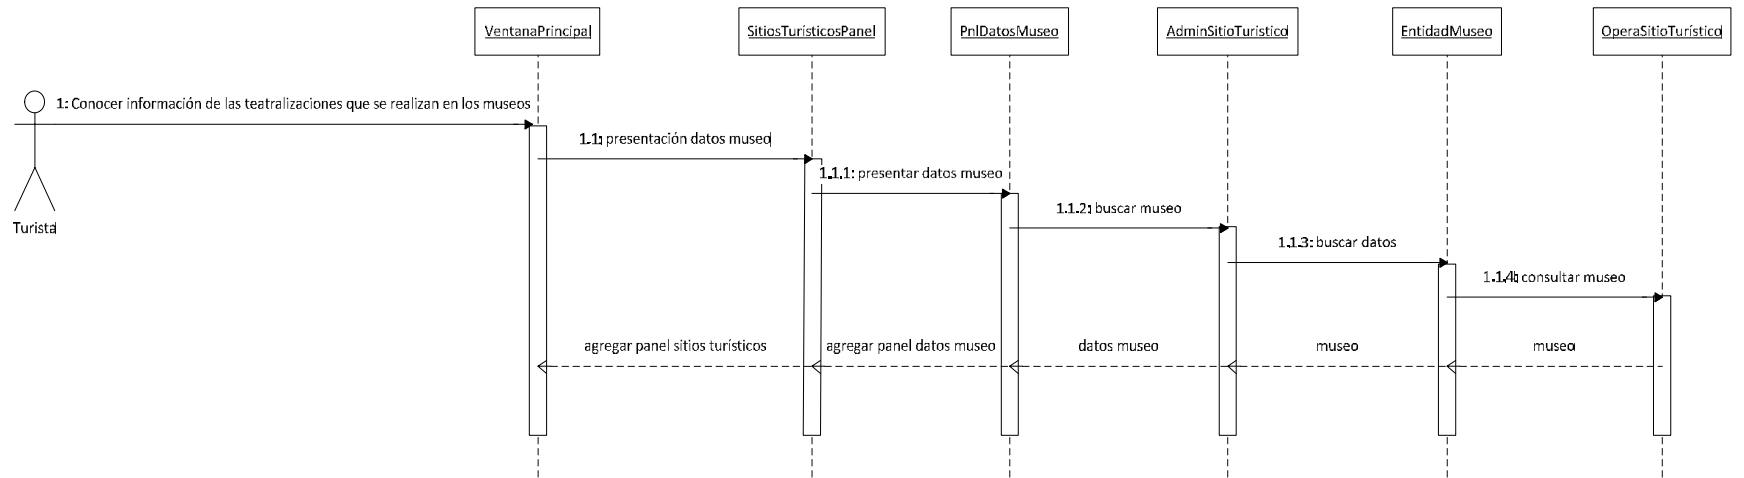 VentanaPrincipal
SitiosTurísticosPanel
PnlDatosMuseo
AdminSitioTuristico
EntidadMuseo
OperaSitioTurístico
1: Conocer información de las teatralizaciones que se realizan en los museos
1.1: presentación datos museo
1.1.1: presentar datos museo
1.1.2: buscar museo
Turista
1.1.3: buscar datos
1.1.4: consultar museo
agregar panel sitios turísticos
agregar panel datos museo
datos museo
museo
museo